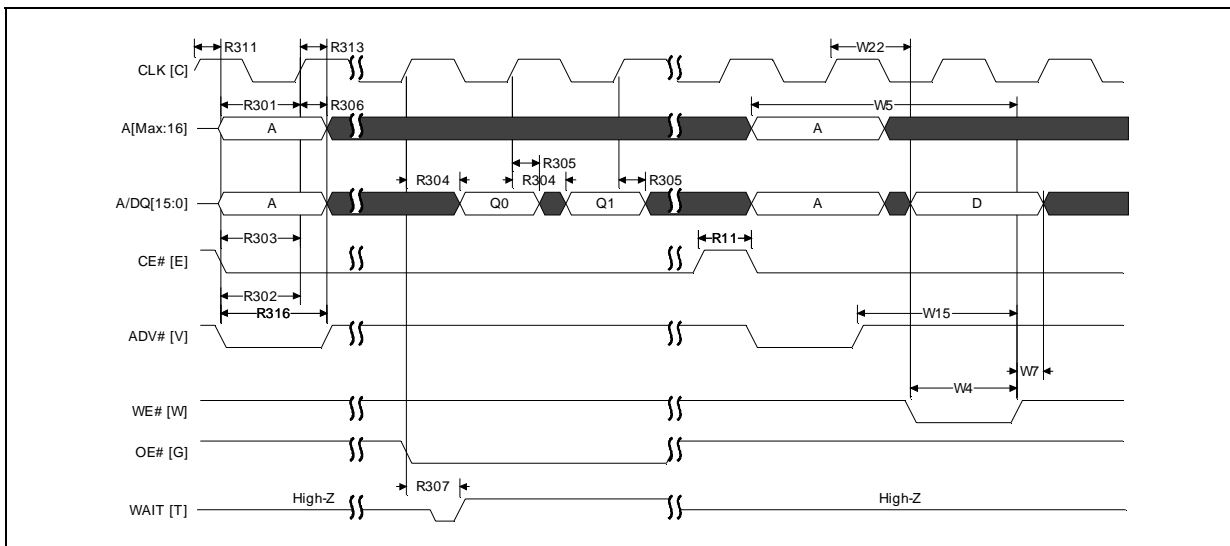 R311 R313 W22
CLK [C]
R301 R306 W5
A[Max:16] A A
R305
R304 R304 R305
A/DQ[15:0] A Q0 Q1 A D
R303 R11
CE# [E]
R302
R316 W15
ADV# [V]
W7
W4
WE# [W]
OE# [G]
R307
High-Z High-Z
WAIT [T]